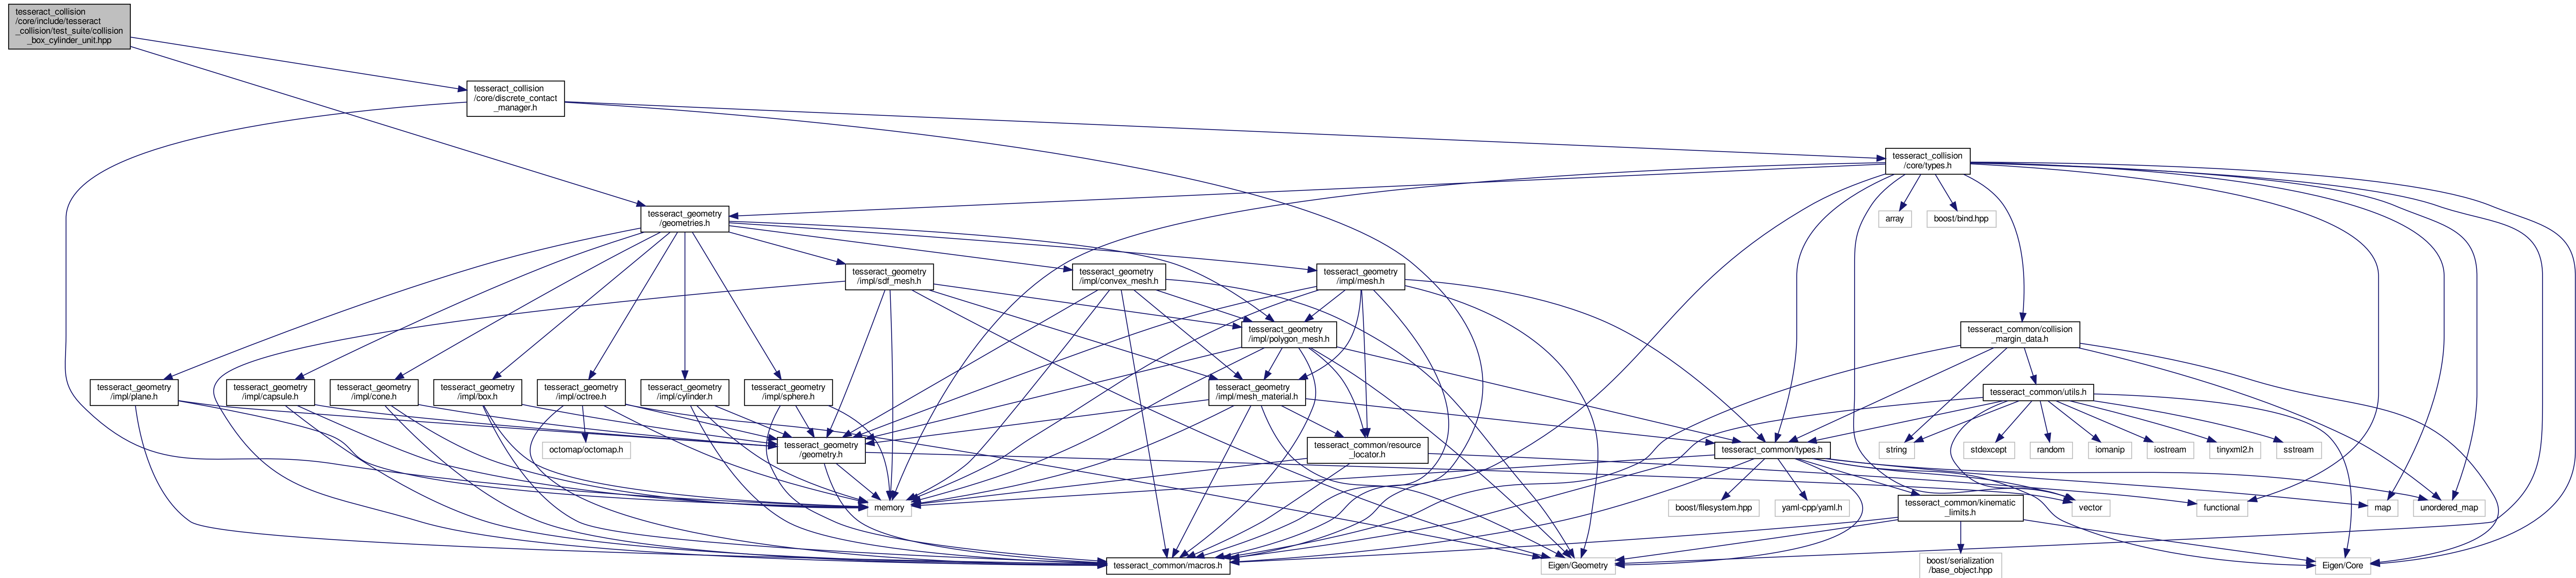 tesseract_collision
/core/include/tesseract
_collision/test_suite/collision
_box_cylinder_unit.hpp
tesseract_collision
/core/discrete_contact
_manager.h
tesseract_collision
/core/types.h
tesseract_geometry
/geometries.h
array
boost/bind.hpp
tesseract_geometry
/impl/sdf_mesh.h
tesseract_geometry
/impl/convex_mesh.h
tesseract_geometry
/impl/mesh.h
tesseract_geometry
/impl/polygon_mesh.h
tesseract_common/collision
_margin_data.h
tesseract_geometry
/impl/plane.h
tesseract_geometry
/impl/capsule.h
tesseract_geometry
/impl/cone.h
tesseract_geometry
/impl/box.h
tesseract_geometry
/impl/octree.h
tesseract_geometry
/impl/cylinder.h
tesseract_geometry
/impl/sphere.h
tesseract_geometry
/impl/mesh_material.h
tesseract_common/utils.h
octomap/octomap.h
tesseract_geometry
/geometry.h
tesseract_common/resource
_locator.h
tesseract_common/types.h
string
stdexcept
random
iomanip
iostream
tinyxml2.h
sstream
memory
boost/filesystem.hpp
yaml-cpp/yaml.h
tesseract_common/kinematic
_limits.h
vector
functional
map
unordered_map
tesseract_common/macros.h
Eigen/Geometry
boost/serialization
/base_object.hpp
Eigen/Core